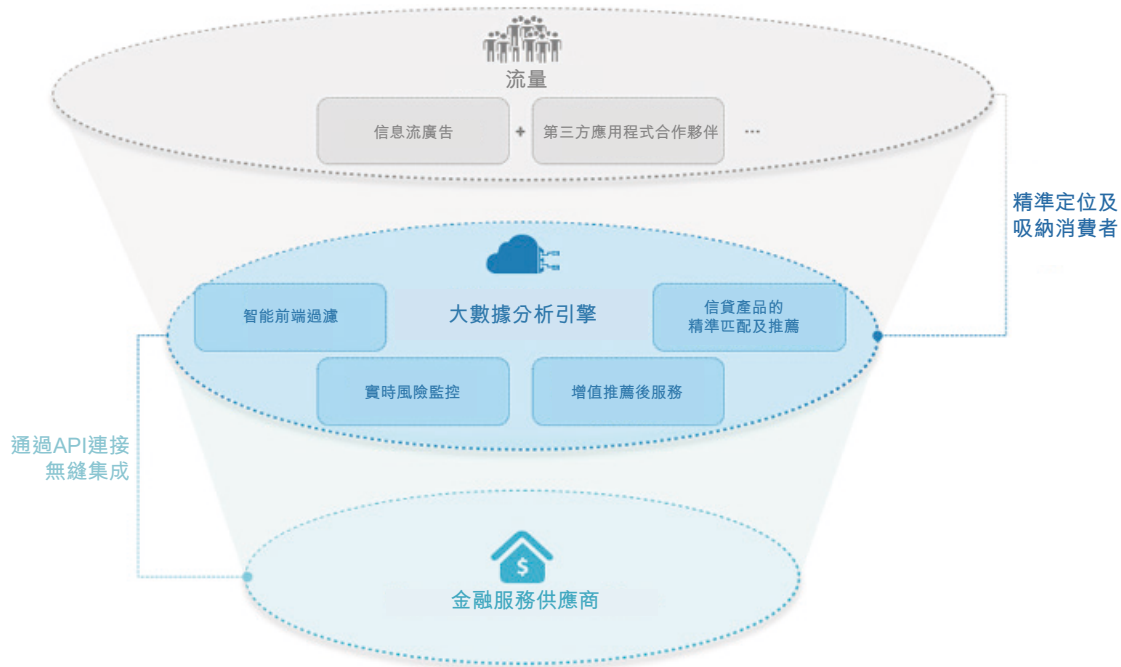 流量
信息流廣告 + 第三方應用程式合作夥伴 ...
精準定位及
吸納消費者
大數據分析引擎
智能前端過濾
信貸產品的
精準匹配及推薦
實時風險監控
增值推薦後服務
通過API連接
無縫集成
$
金融服務供應商